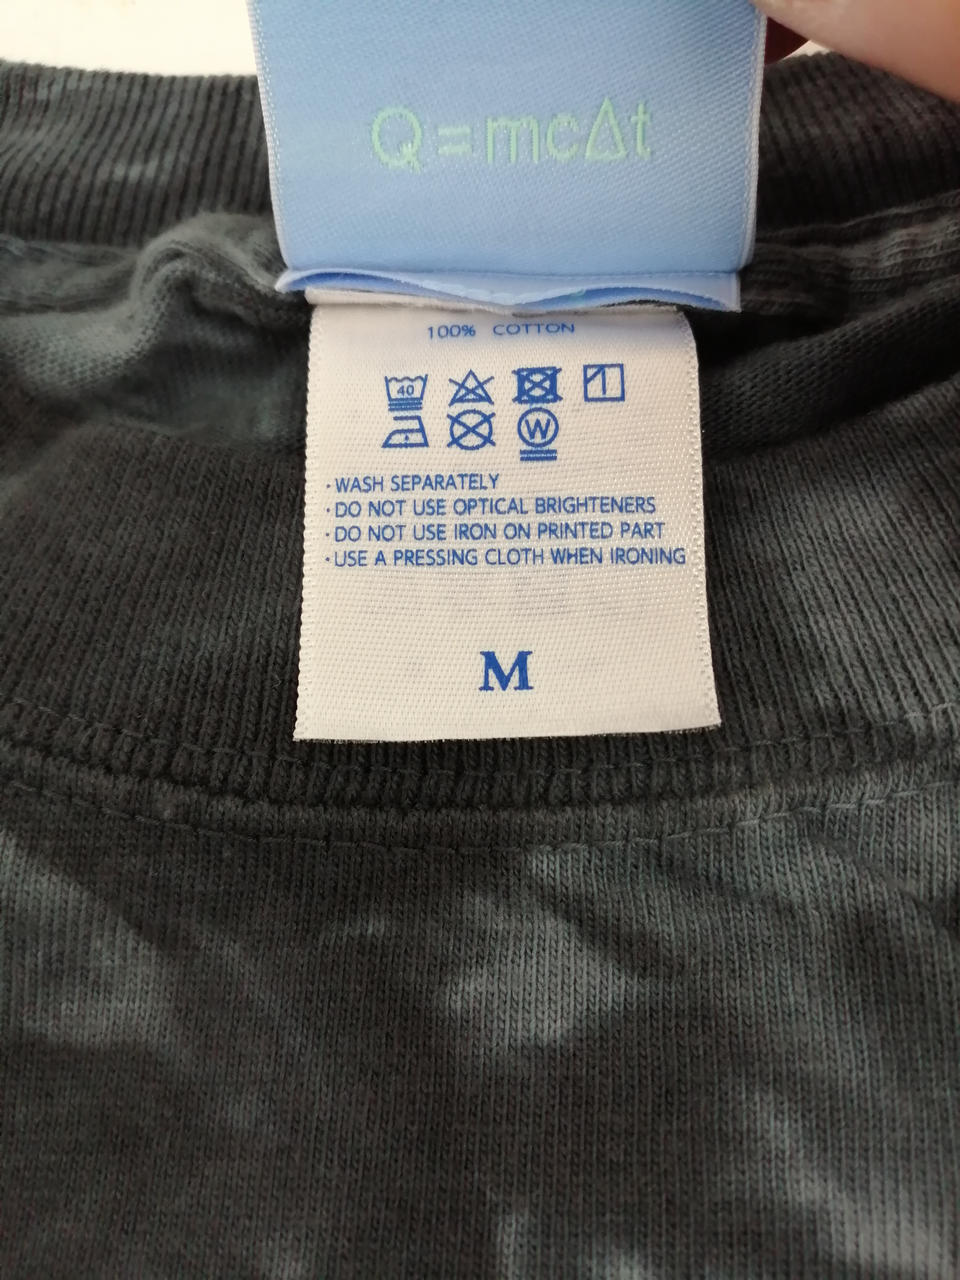 Q=mcΔt
100% COTTON
40
W
·WASH SEPARATELY
·DO NOT USE OPTICAL BRIGHTENERS
·DO NOT USE IRON ON PRINTED PART
·USE A PRESSING CLOTH WHEN IRONING
M